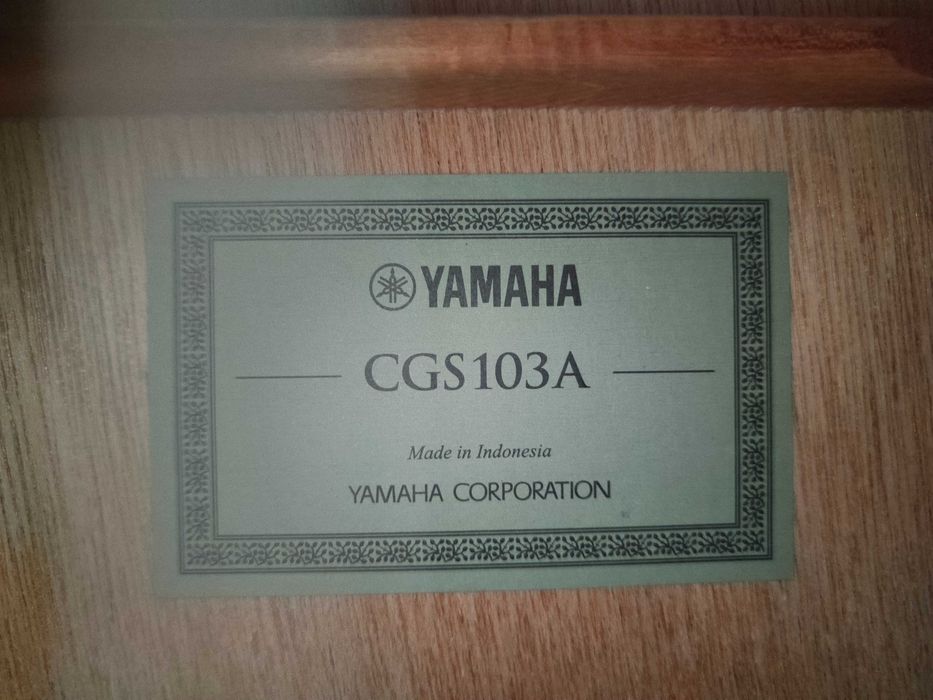 YAMAHA
CGS103A
Made in Indonesia
YAMAHA CORPORATION